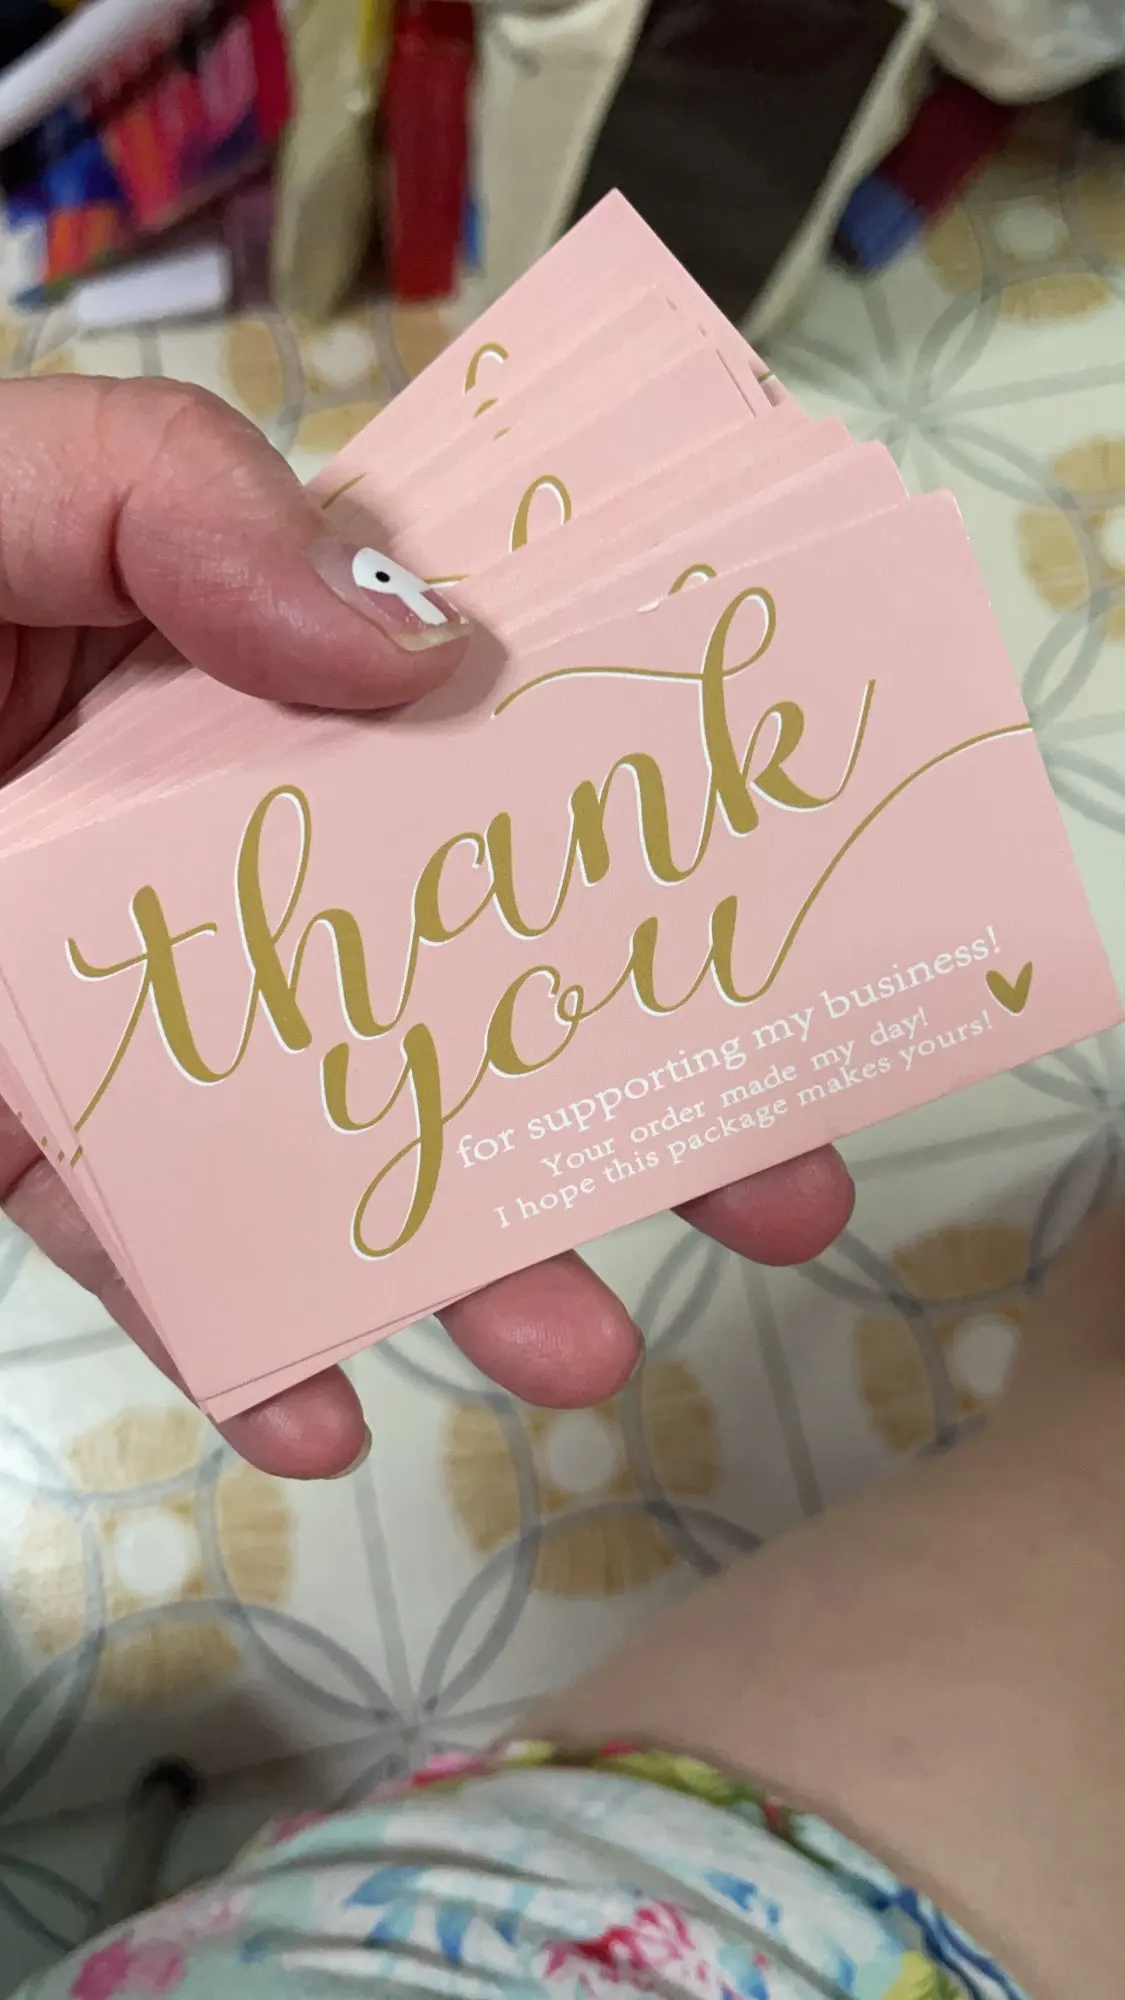 thank
you
for supporting my business!
Your order made my day!
I hope this package makes yours!